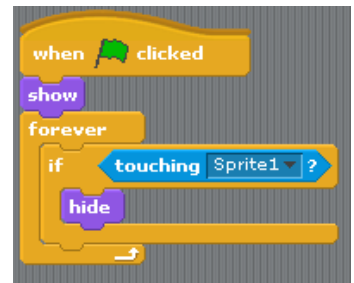 when clicked
show
forever
if touching Sprite1 ?
hide